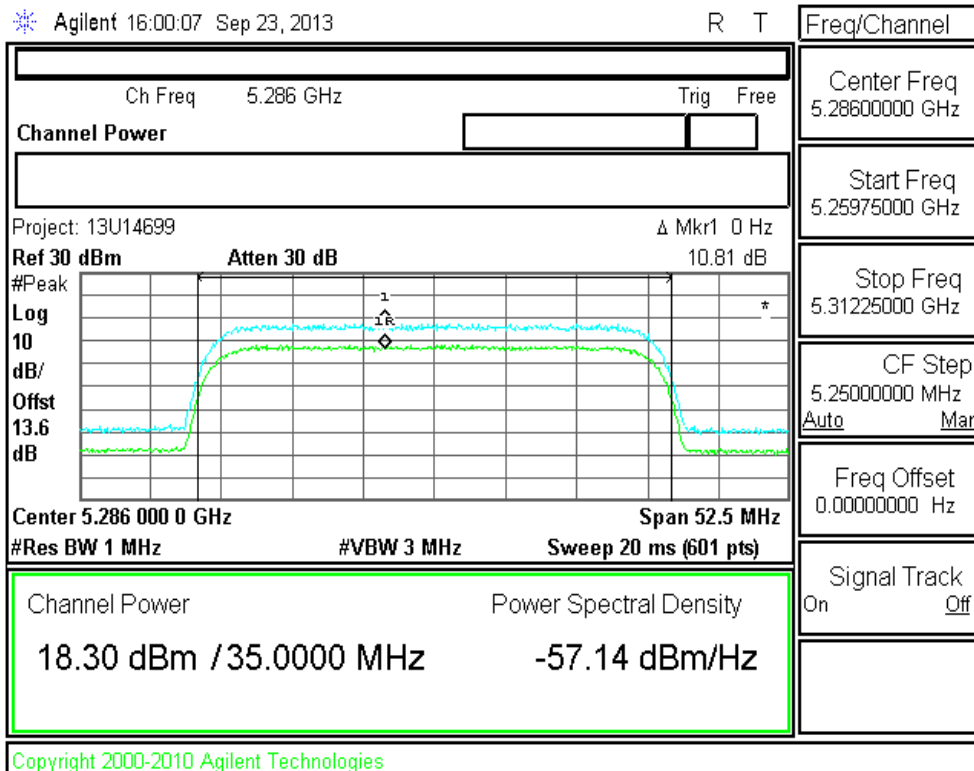 Agilent 16:00:07 Sep 23, 2013 R T
Freq/Channel
Ch Freq 5.286 GHz Trig Free
Channel Power
Project: 13U14699 Δ Mkr1 0 Hz
Ref 30 dBm Atten 30 dB 10.81 dB
#Peak
Log
10
dB/
Offst
13.6
dB
1
1R
*
Center 5.286 000 0 GHz Span 52.5 MHz
#Res BW 1 MHz #VBW 3 MHz Sweep 20 ms (601 pts)
Channel Power Power Spectral Density
18.30 dBm / 35.0000 MHz -57.14 dBm/Hz
Center Freq
5.28600000 GHz
Start Freq
5.25975000 GHz
Stop Freq
5.31225000 GHz
CF Step
5.25000000 MHz
Auto Man
Freq Offset
0.00000000 Hz
Signal Track
On Off
Copyright 2000-2010 Agilent Technologies